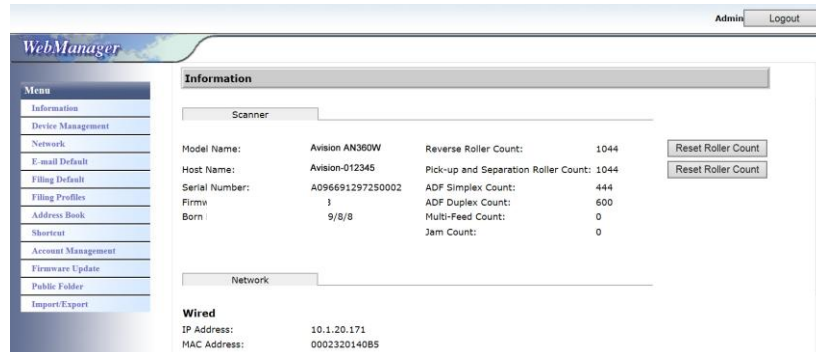 Admin Logout
WebManager
Menu
Information
Device Management
Network
E-mail Default
Filing Default
Filing Profiles
Address Book
Shortcut
Account Management
Firmware Update
Public Folder
Import/Export
Information
Scanner
Model Name: Avision AN360W Reverse Roller Count: 1044 Reset Roller Count
Host Name: Avision-012345 Pick-up and Separation Roller Count: 1044 Reset Roller Count
Serial Number: A096691297250002 ADF Simplex Count: 444
ADF Duplex Count: 600
Born 9/8/8 Multi-Feed Count: 0
Jam Count: 0
Network
Wired
IP Address: 10.1.20.171
MAC Address: 0002320140B5